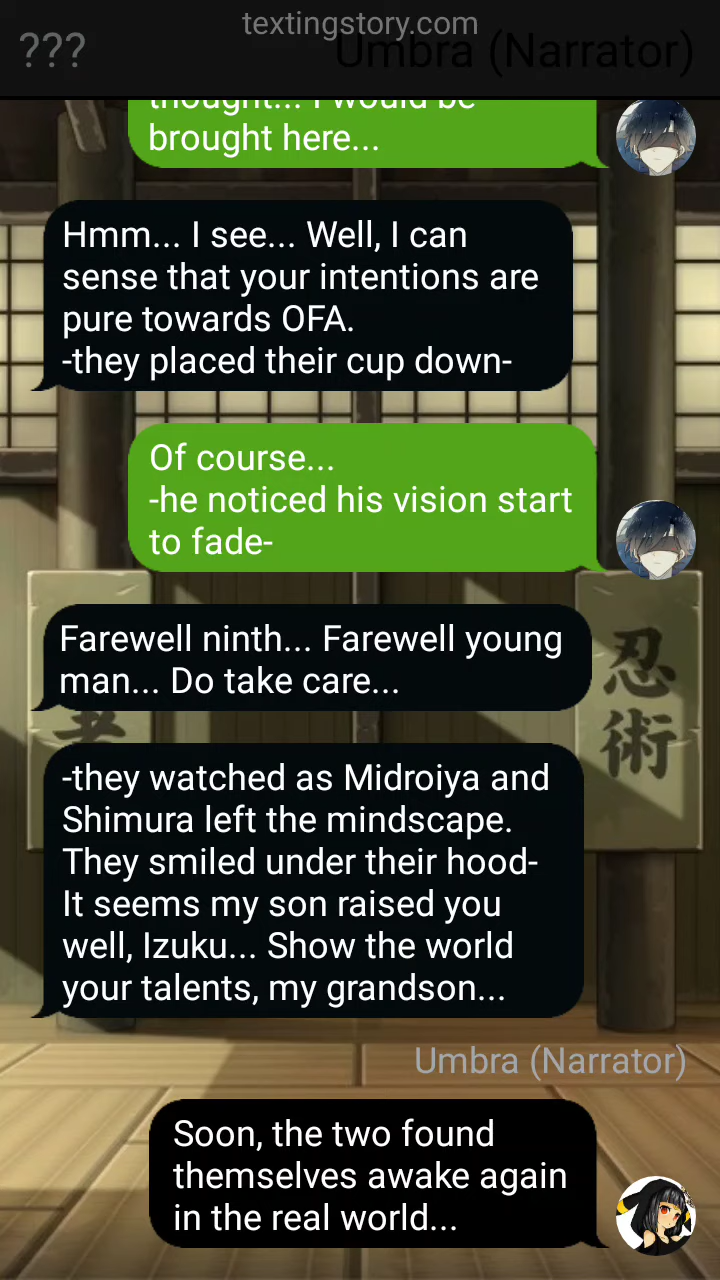 textingstory.com
???
Umbra (Narrator)
thought... I would be
brought here...
Hmm... I see... Well, I can
sense that your intentions are
pure towards OFA.
-they placed their cup down-
Of course...
-he noticed his vision start
to fade-
Farewell ninth... Farewell young
man... Do take care...
忍
術
-they watched as Midroiya and
Shimura left the mindscape.
They smiled under their hood-
It seems my son raised you
well, Izuku... Show the world
your talents, my grandson...
Umbra (Narrator)
Soon, the two found
themselves awake again
in the real world...